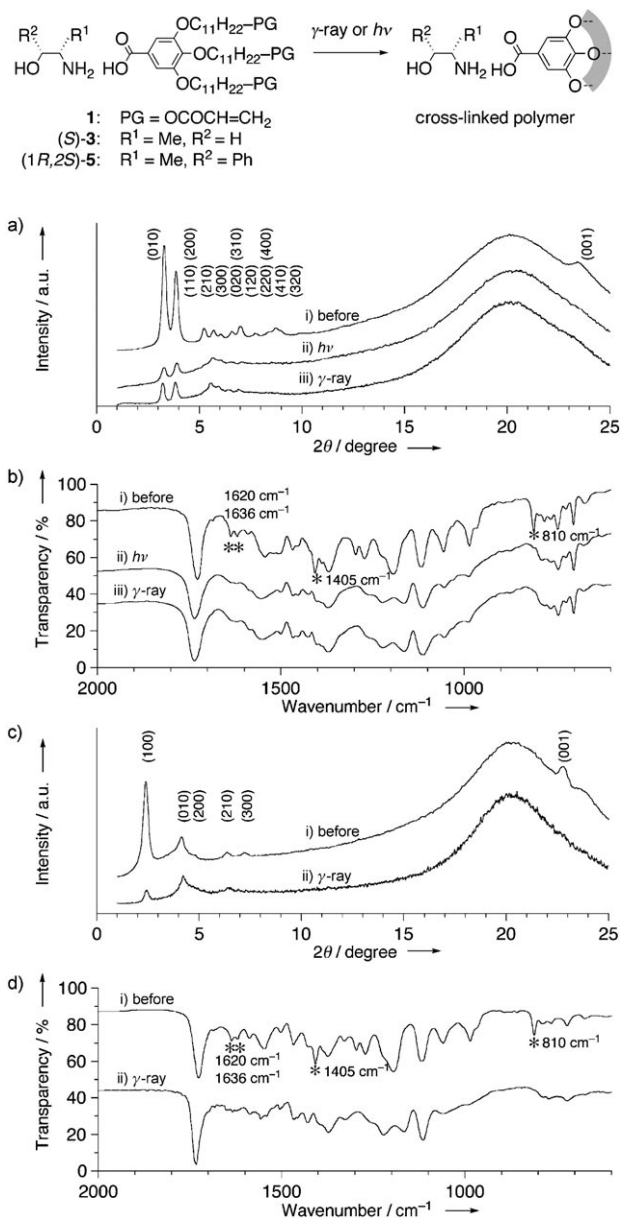 R² R¹ O–C₁₁H₂₂–PG γ-ray or hν R² R¹ O--
HO NH₂ HO O O–C₁₁H₂₂–PG HO NH₂ HO O O--
O–C₁₁H₂₂–PG O--
1: PG = OCOCH=CH₂ cross-linked polymer
(S)-3: R¹ = Me, R² = H
(1R,2S)-5: R¹ = Me, R² = Ph
a)
Intensity / a.u.
(010)
(200)
(310)
(400)
(001)
(110)
(210)
(300)
(020)
(120)
(220)
(410)
(320)
i) before
ii) hν
iii) γ-ray
0 5 10 15 20 25
2θ / degree
b)
Transparency / %
100
80
60
40
20
0
i) before
1620 cm⁻¹
1636 cm⁻¹
**
* 1405 cm⁻¹
* 810 cm⁻¹
ii) hν
iii) γ-ray
2000 1500 1000
Wavenumber / cm⁻¹
c)
Intensity / a.u.
(100)
(010)
(200)
(210)
(300)
(001)
i) before
ii) γ-ray
0 5 10 15 20 25
2θ / degree
d)
Transparency / %
100
80
60
40
20
0
i) before
**
1620 cm⁻¹
1636 cm⁻¹
* 1405 cm⁻¹
* 810 cm⁻¹
ii) γ-ray
2000 1500 1000
Wavenumber / cm⁻¹